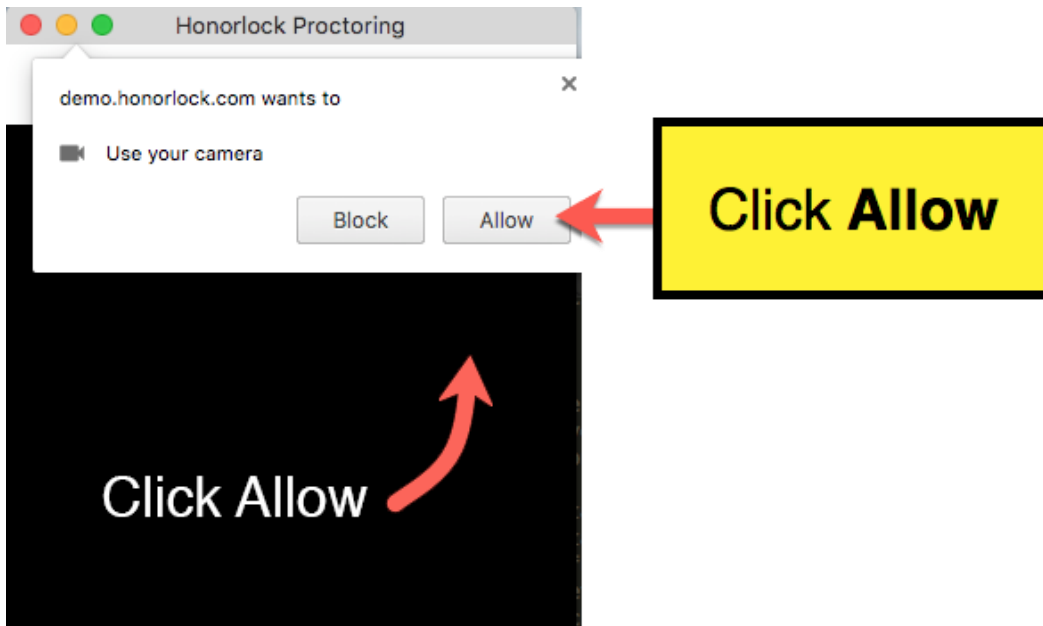 Honorlock Proctoring
demo.honorlock.com wants to
Use your camera
Block Allow
Click Allow
Click Allow